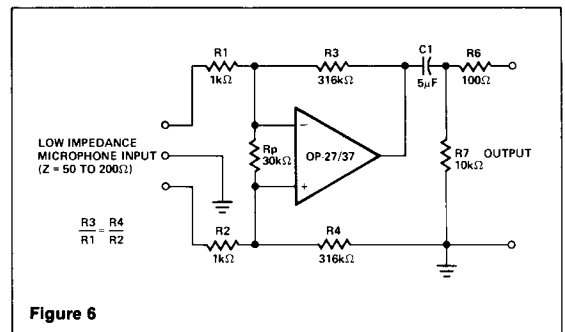 R1
1kΩ
R3
316kΩ
C1
5μF
R6
100Ω
LOW IMPEDANCE
MICROPHONE INPUT
(Z = 50 TO 200Ω)
Rp
30kΩ
−
+
OP-27/37
R7
10kΩ
OUTPUT
R3 R4
=
R1 R2
R2
1kΩ
R4
316kΩ
Figure 6